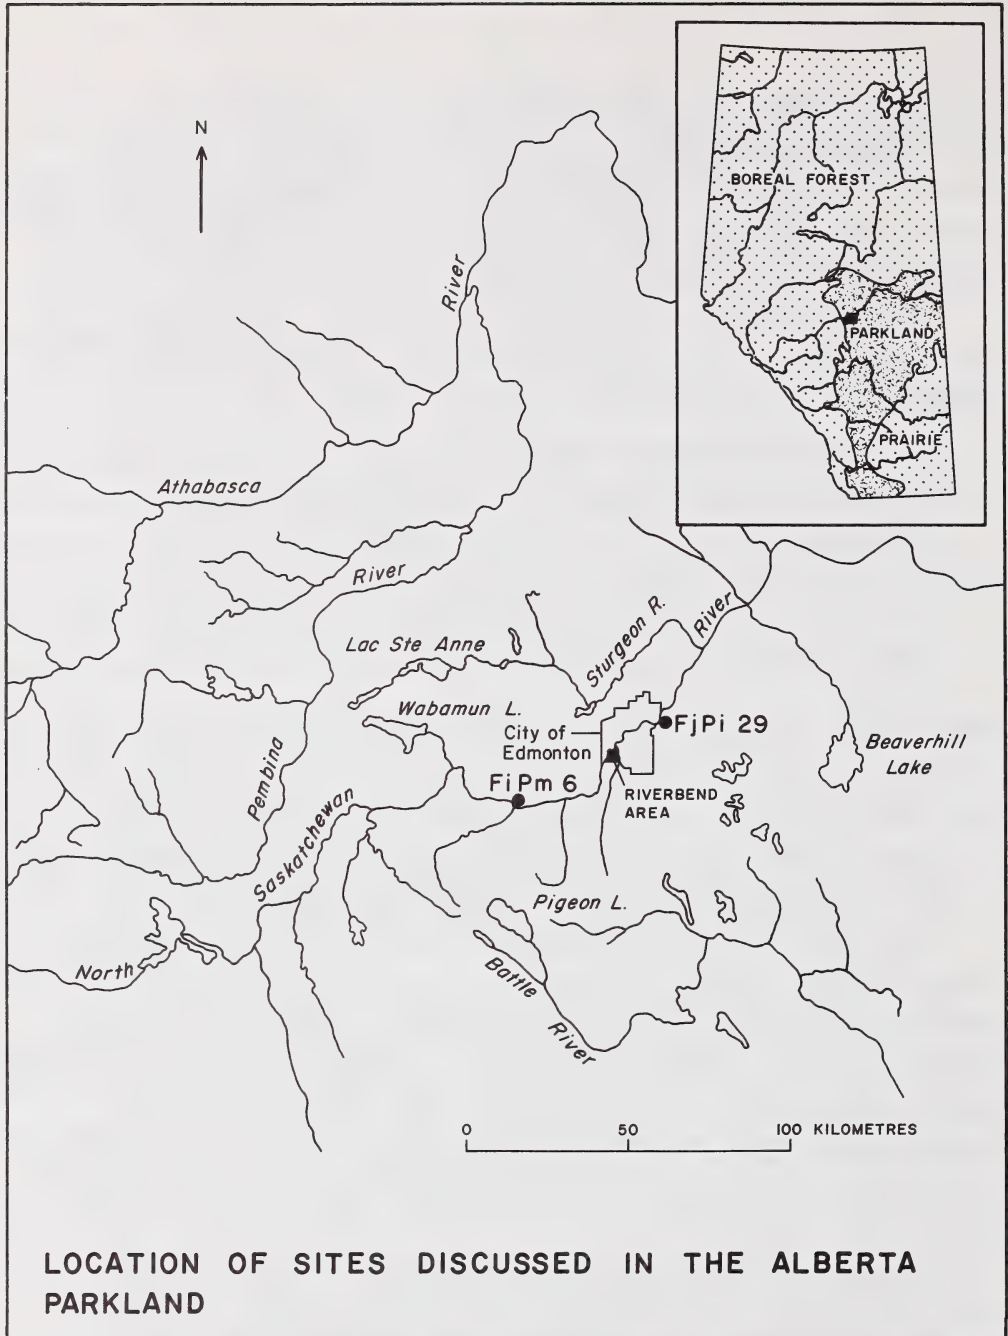 N
BOREAL FOREST
PARKLAND
PRAIRIE
River
Athabasca
River
Lac Ste Anne
Sturgeon R.
River
Wabamun L.
City of
Edmonton
FjPi 29
Beaverhill
Lake
FiPm 6
RIVERBEND
AREA
Pembina
Saskatchewan
Pigeon L.
North
Battle
River
0 50 100 KILOMETRES
LOCATION OF SITES DISCUSSED IN THE ALBERTA
PARKLAND